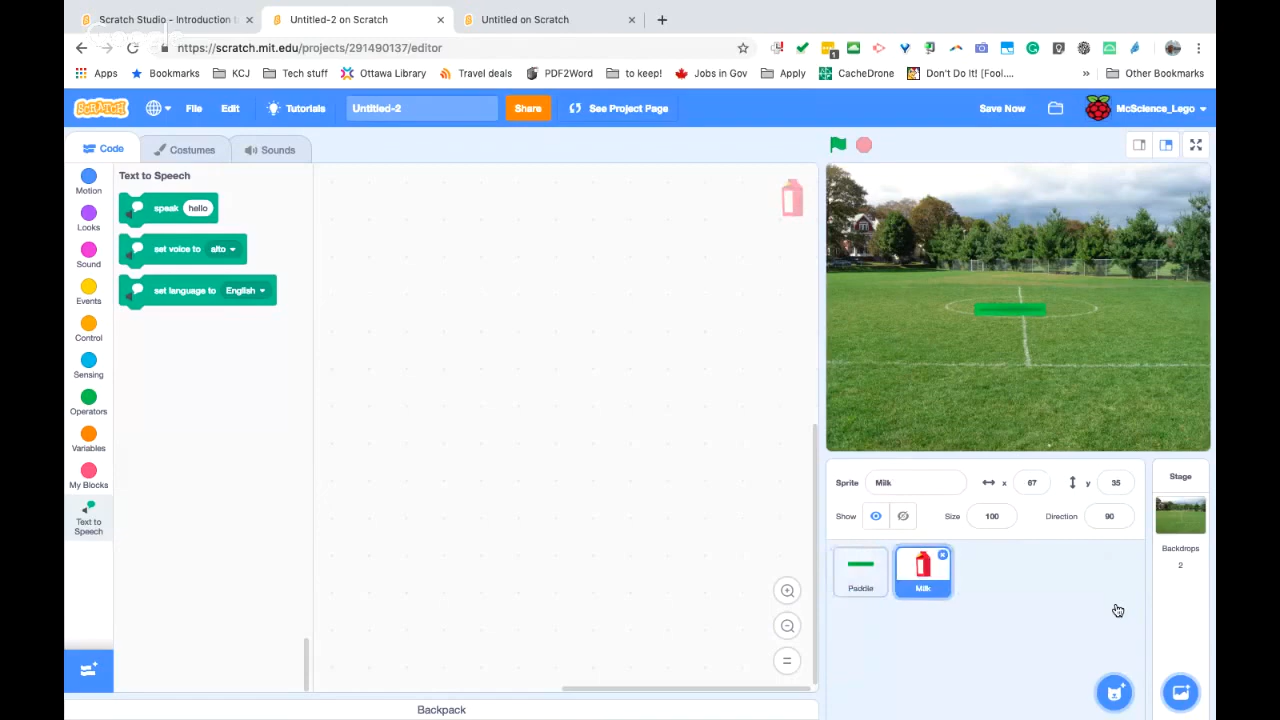 Scratch Studio - Introduction t
Untitled-2 on Scratch
Untitled on Scratch
Google
https://scratch.mit.edu/projects/291490137/editor
1
Apps
Bookmarks
KCJ
Tech stuff
Ottawa Library
Travel deals
PDF2Word
to keep!
Jobs in Gov
Apply
CacheDrone
Don't Do It! [Fool....
»
Other Bookmarks
SCRATCH
File
Edit
Tutorials
Untitled-2
Share
See Project Page
Save Now
McScience_Lego
Code
Costumes
Sounds
Motion
Looks
Sound
Events
Control
Sensing
Operators
Variables
My Blocks
Text to
Speech
Text to Speech
speak hello
set voice to alto
set language to English
Sprite Milk x 67 y 35
Show Size 100 Direction 90
Paddle
Milk
Stage
Backdrops
2
Backpack